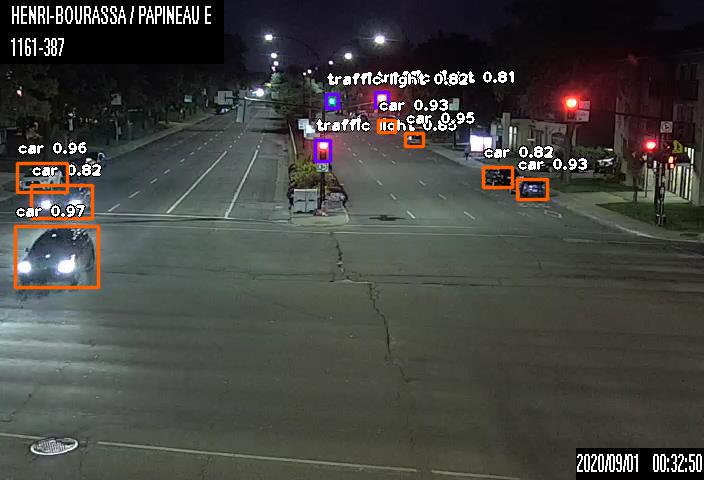 HENRI-BOURASSA / PAPINEAU E
1161-387
traffic light 0.82
traffic light 0.81
car 0.93
car 0.95
traffic light 0.85
car 0.96
car 0.82
car 0.82
car 0.93
car 0.97
2020/09/01 00:32:50